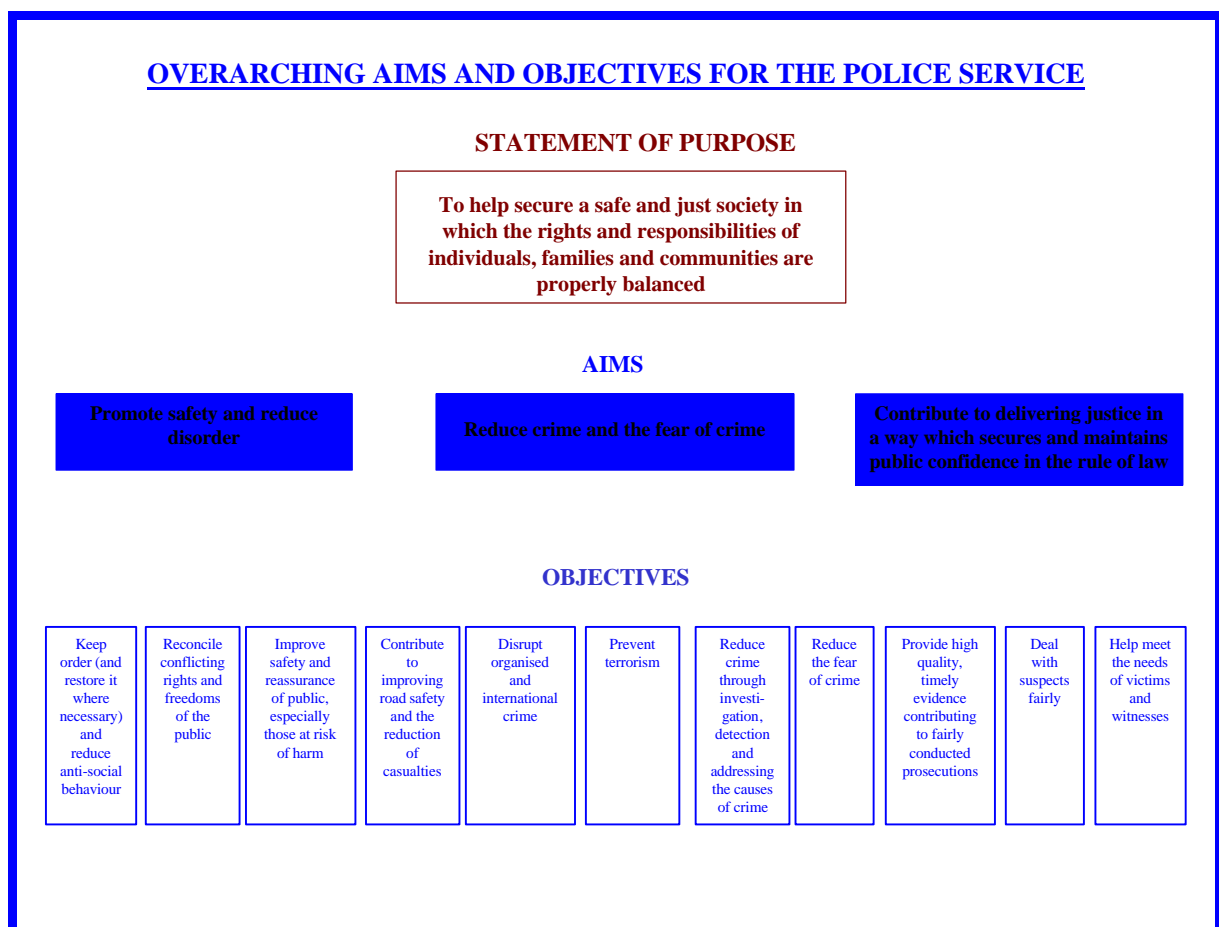 OVERARCHING AIMS AND OBJECTIVES FOR THE POLICE SERVICE
STATEMENT OF PURPOSE
To help secure a safe and just society in
which the rights and responsibilities of
individuals, families and communities are
properly balanced
AIMS
Promote safety and reduce
disorder
Reduce crime and the fear of crime
Contribute to delivering justice in
a way which secures and maintains
public confidence in the rule of law
OBJECTIVES
Keep
order (and
restore it
where
necessary)
and
reduce
anti-social
behaviour
Reconcile
conflicting
rights and
freedoms
of the
public
Improve
safety and
reassurance
of public,
especially
those at risk
of harm
Contribute
to
improving
road safety
and the
reduction
of
casualties
Disrupt
organised
and
international
crime
Prevent
terrorism
Reduce
crime
through
investi-
gation,
detection
and
addressing
the causes
of crime
Reduce
the fear
of crime
Provide high
quality,
timely
evidence
contributing
to fairly
conducted
prosecutions
Deal
with
suspects
fairly
Help meet
the needs
of victims
and
witnesses